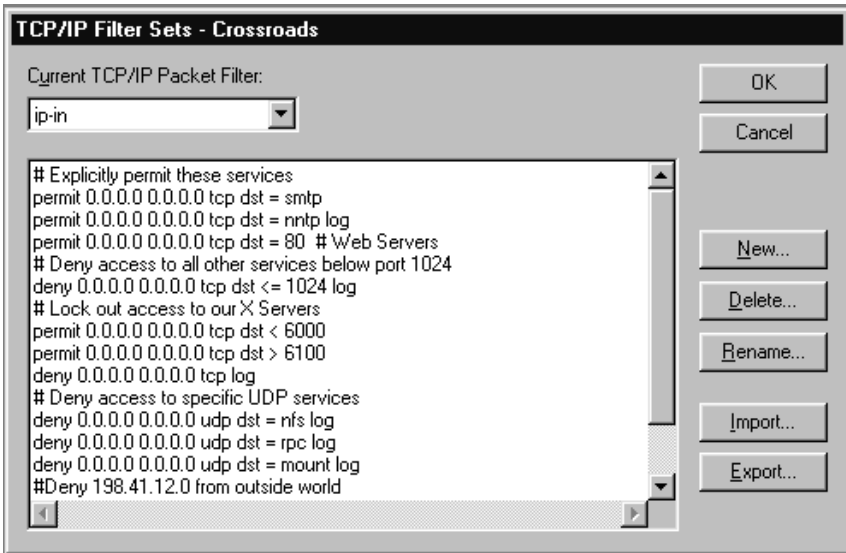 TCP/IP Filter Sets - Crossroads
Current TCP/IP Packet Filter:
ip-in
OK
Cancel
# Explicitly permit these services
permit 0.0.0.0 0.0.0.0 tcp dst = smtp
permit 0.0.0.0 0.0.0.0 tcp dst = nntp log
permit 0.0.0.0 0.0.0.0 tcp dst = 80  # Web Servers
# Deny access to all other services below port 1024
deny 0.0.0.0 0.0.0.0 tcp dst <= 1024 log
# Lock out access to our X Servers
permit 0.0.0.0 0.0.0.0 tcp dst < 6000
permit 0.0.0.0 0.0.0.0 tcp dst > 6100
deny 0.0.0.0 0.0.0.0 tcp log
# Deny access to specific UDP services
deny 0.0.0.0 0.0.0.0 udp dst = nfs log
deny 0.0.0.0 0.0.0.0 udp dst = rpc log
deny 0.0.0.0 0.0.0.0 udp dst = mount log
#Deny 198.41.12.0 from outside world
New...
Delete...
Rename...
Import...
Export...